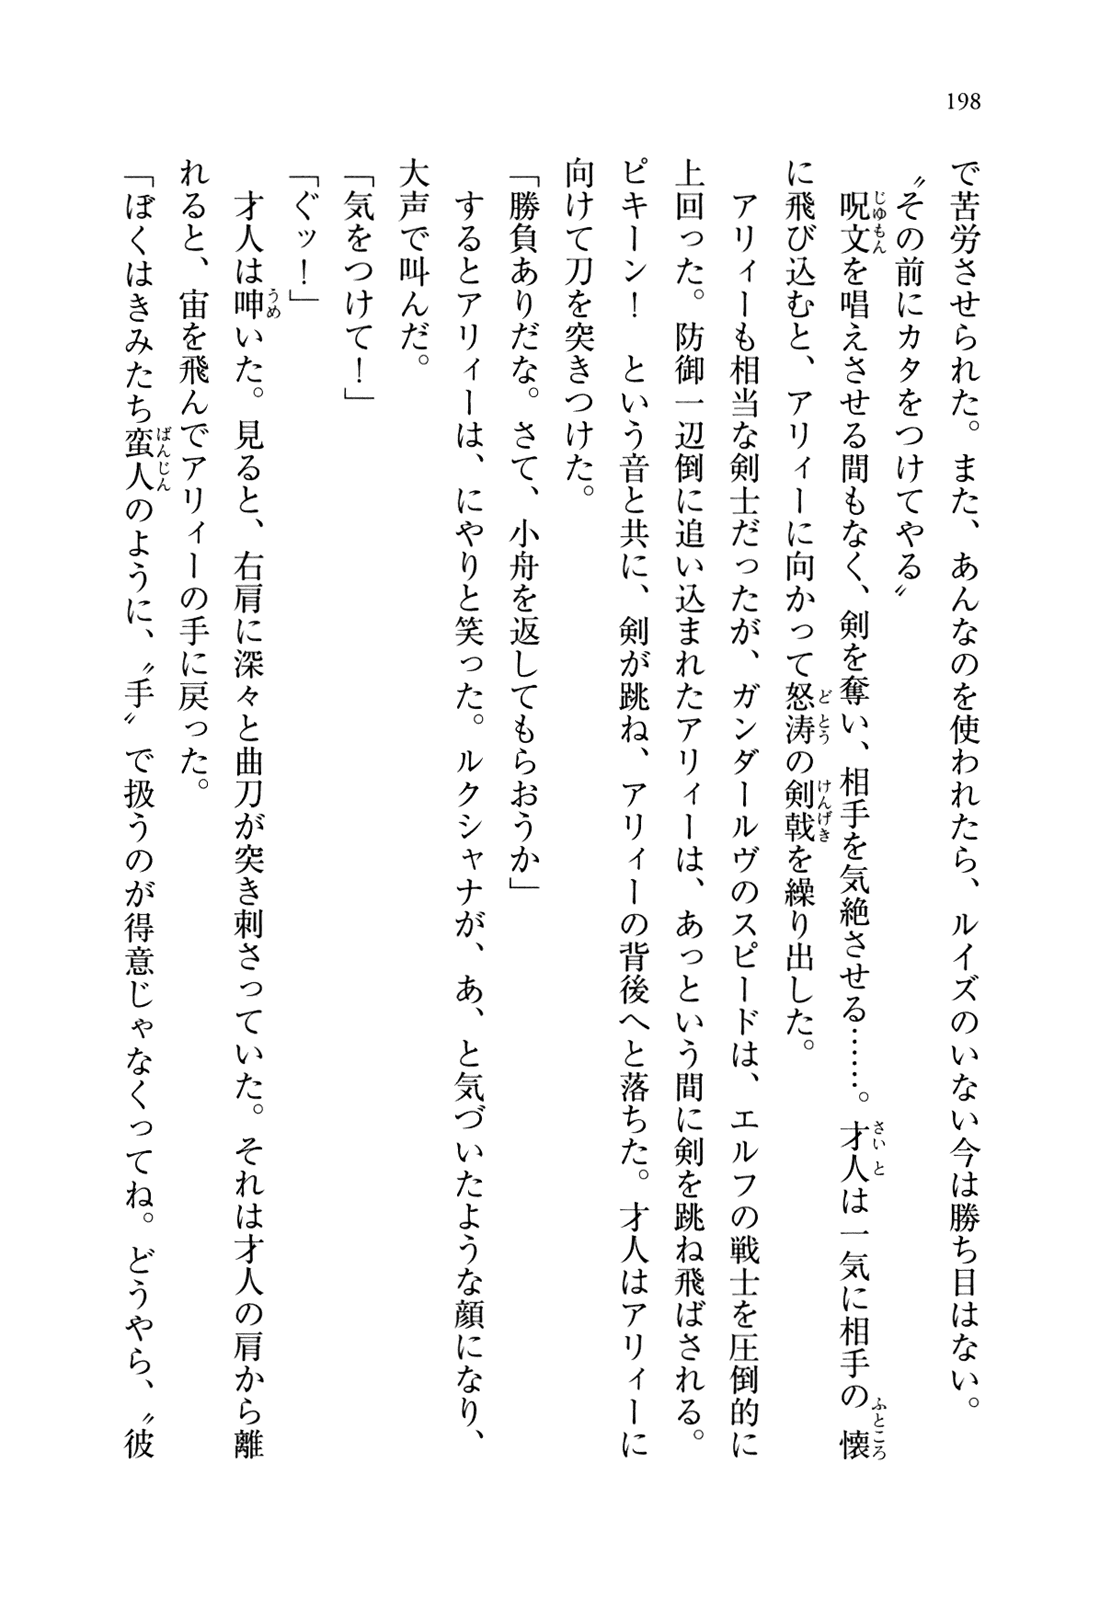 198
で苦労させられた。また、あんなのを使われたら、ルイズのいない今は勝ち目はない。
〝その前にカタをつけてやる〟
呪文を唱えさせる間もなく、剣を奪い、相手を気絶させる……。才人は一気に相手の懐
に飛び込むと、アリィーに向かって怒涛の剣戟を繰り出した。
アリィーも相当な剣士だったが、ガンダールヴのスピードは、エルフの戦士を圧倒的に
上回った。防御一辺倒に追い込まれたアリィーは、あっという間に剣を跳ね飛ばされる。
ピキーン！　という音と共に、剣が跳ね、アリィーの背後へと落ちた。才人はアリィーに
向けて刀を突きつけた。
「勝負ありだな。さて、小舟を返してもらおうか」
するとアリィーは、にやりと笑った。ルクシャナが、あ、と気づいたような顔になり、
大声で叫んだ。
「気をつけて！」
「ぐッ！」
才人は呻いた。見ると、右肩に深々と曲刀が突き刺さっていた。それは才人の肩から離
れると、宙を飛んでアリィーの手に戻った。
「ぼくはきみたち蛮人のように、〝手〟で扱うのが得意じゃなくってね。どうやら、〝彼